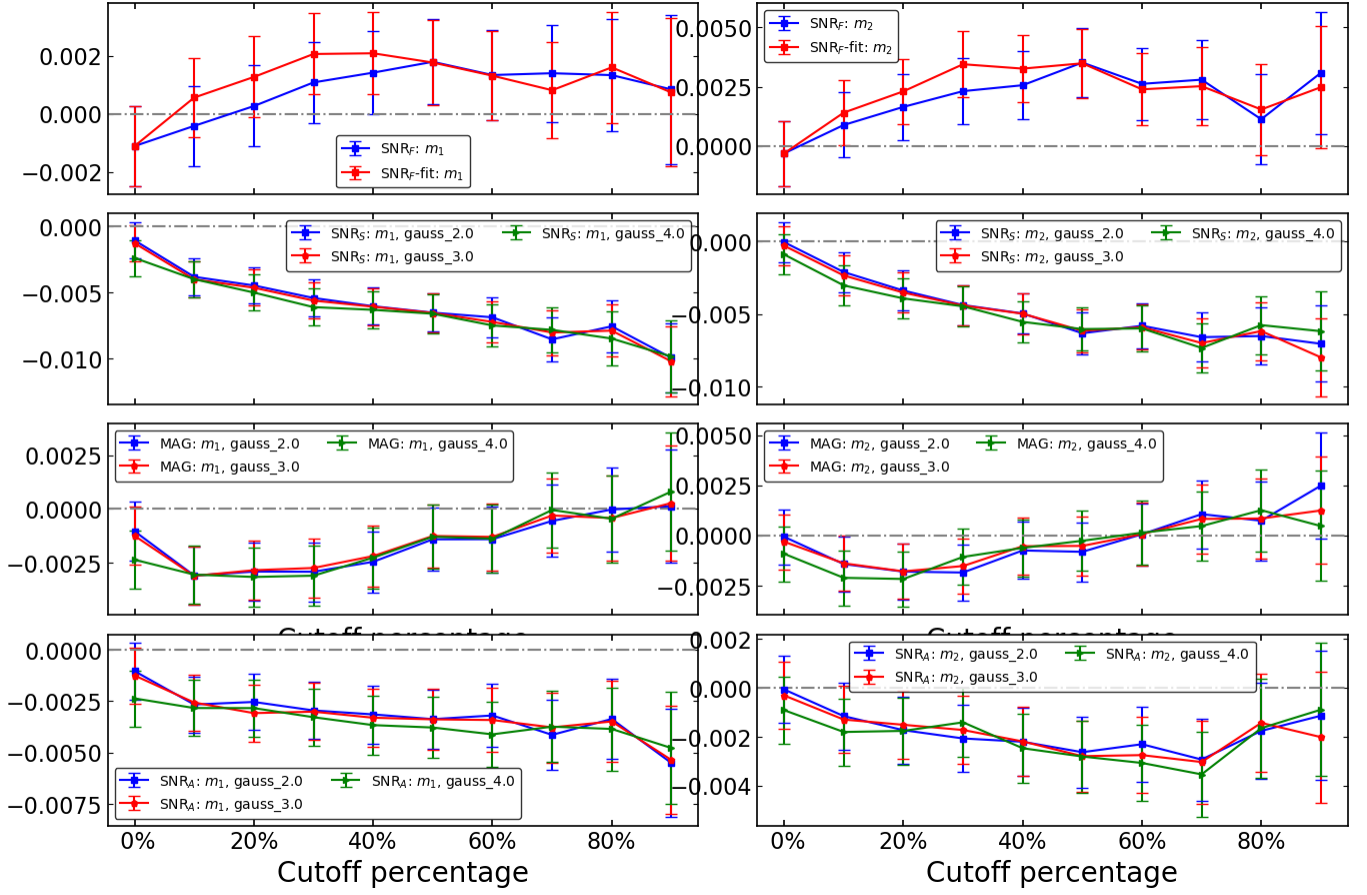 0.002
0.000
−0.002
SNR_F: m_1
SNR_F-fit: m_1
0.0050
0.0025
0.0000
SNR_F: m_2
SNR_F-fit: m_2
0.000
−0.005
−0.010
SNR_S: m_1, gauss_2.0
SNR_S: m_1, gauss_3.0
SNR_S: m_1, gauss_4.0
0.000
−0.005
−0.010
SNR_S: m_2, gauss_2.0
SNR_S: m_2, gauss_3.0
SNR_S: m_2, gauss_4.0
0.0025
0.0000
−0.0025
MAG: m_1, gauss_2.0
MAG: m_1, gauss_3.0
MAG: m_1, gauss_4.0
Cutoff percentage
0.0050
0.0025
0.0000
−0.0025
MAG: m_2, gauss_2.0
MAG: m_2, gauss_3.0
MAG: m_2, gauss_4.0
Cutoff percentage
0.0000
−0.0025
−0.0050
−0.0075
SNR_A: m_1, gauss_2.0
SNR_A: m_1, gauss_3.0
SNR_A: m_1, gauss_4.0
0% 20% 40% 60% 80%
Cutoff percentage
0.002
0.000
−0.002
−0.004
SNR_A: m_2, gauss_2.0
SNR_A: m_2, gauss_3.0
SNR_A: m_2, gauss_4.0
0% 20% 40% 60% 80%
Cutoff percentage